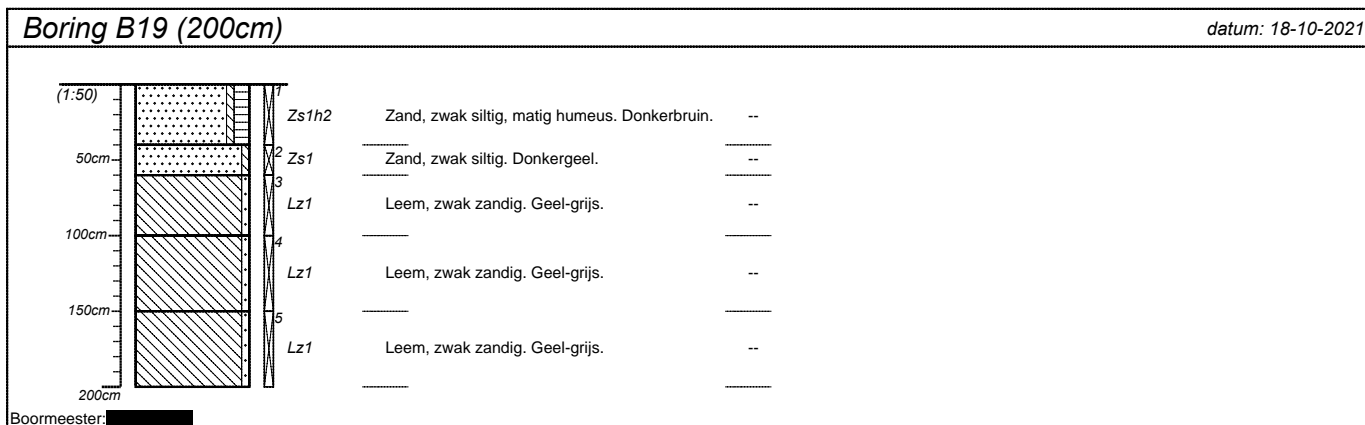 Boring B19 (200cm) datum: 18-10-2021
(1:50)
1 Zs1h2 Zand, zwak siltig, matig humeus. Donkerbruin. --
50cm 2 Zs1 Zand, zwak siltig. Donkergeel. --
3 Lz1 Leem, zwak zandig. Geel-grijs. --
100cm
4 Lz1 Leem, zwak zandig. Geel-grijs. --
150cm
5 Lz1 Leem, zwak zandig. Geel-grijs. --
200cm
Boormeester: